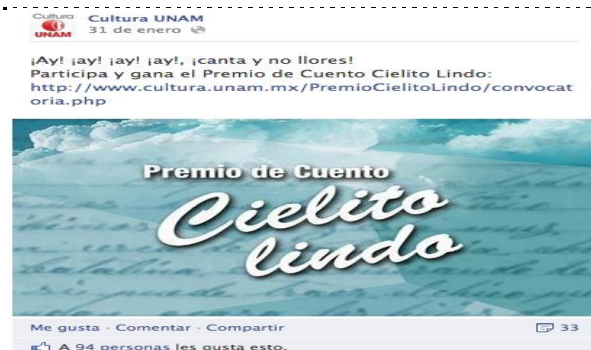 Cultura
UNAM
Cultura UNAM
31 de enero
¡Ay! ¡ay! ¡ay! ¡ay!, ¡canta y no llores!
Participa y gana el Premio de Cuento Cielito Lindo:
http://www.cultura.unam.mx/PremioCielitoLindo/convocat
oria.php
Premio de Cuento
Cielito
lindo
Me gusta · Comentar · Compartir
33
A 94 personas les gusta esto.